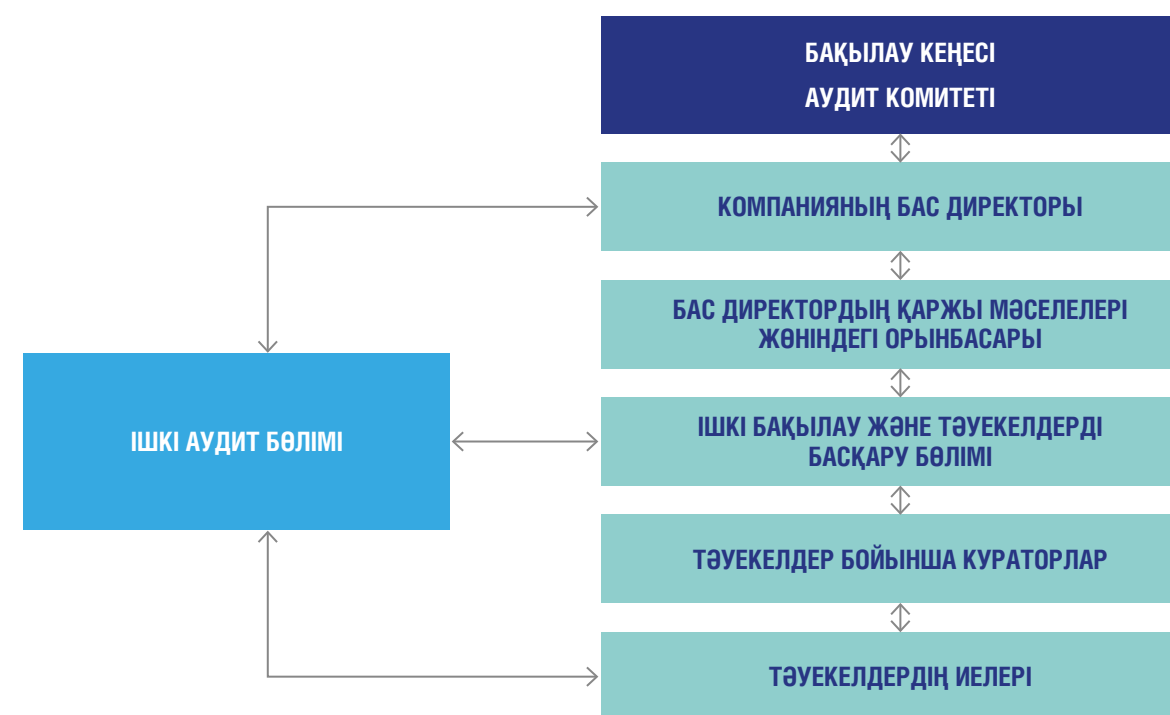 БАҚЫЛАУ КЕҢЕСІ
АУДИТ КОМИТЕТІ
КОМПАНИЯНЫҢ БАС ДИРЕКТОРЫ
БАС ДИРЕКТОРДЫҢ ҚАРЖЫ МӘСЕЛЕЛЕРІ
ЖӨНІНДЕГІ ОРЫНБАСАРЫ
ІШКІ АУДИТ БӨЛІМІ
ІШКІ БАҚЫЛАУ ЖӘНЕ ТӘУЕКЕЛДЕРДІ
БАСҚАРУ БӨЛІМІ
ТӘУЕКЕЛДЕР БОЙЫНША КУРАТОРЛАР
ТӘУЕКЕЛДЕРДІҢ ИЕЛЕРІ